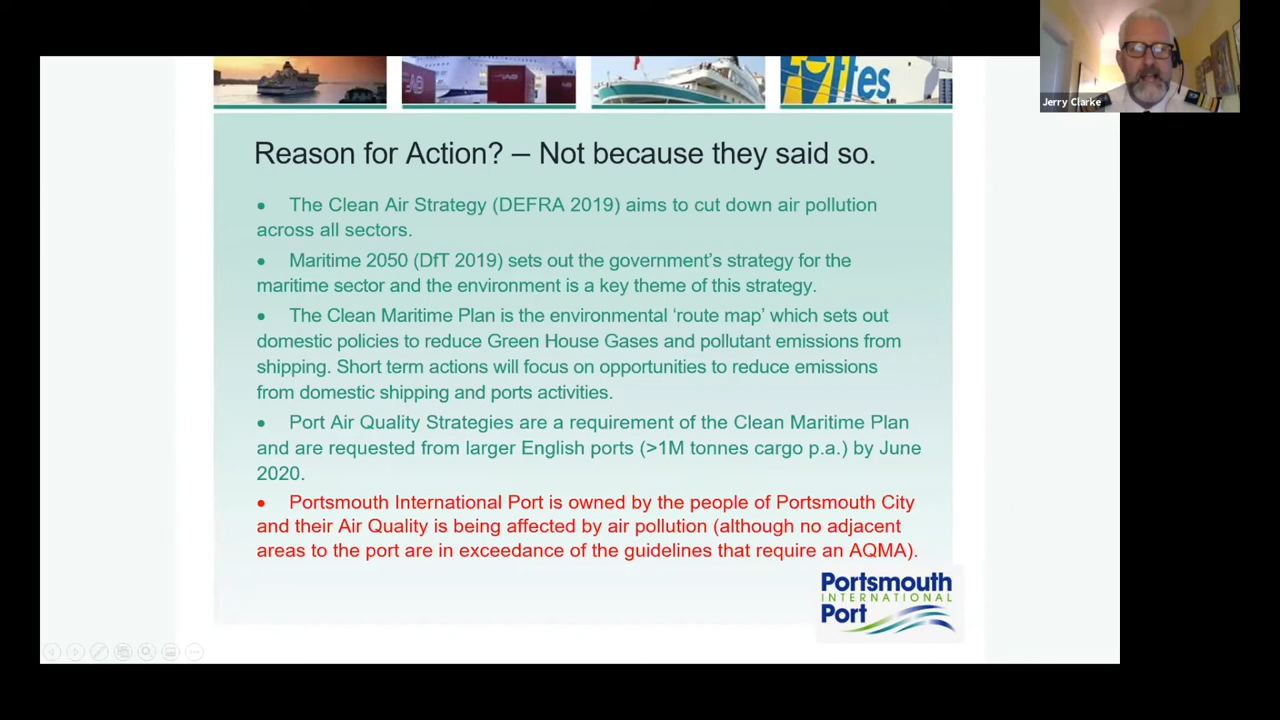 ffes
Jerry Clarke
Reason for Action? – Not because they said so.
• The Clean Air Strategy (DEFRA 2019) aims to cut down air pollution
across all sectors.
• Maritime 2050 (DfT 2019) sets out the government’s strategy for the
maritime sector and the environment is a key theme of this strategy.
• The Clean Maritime Plan is the environmental ‘route map’ which sets out
domestic policies to reduce Green House Gases and pollutant emissions from
shipping. Short term actions will focus on opportunities to reduce emissions
from domestic shipping and ports activities.
• Port Air Quality Strategies are a requirement of the Clean Maritime Plan
and are requested from larger English ports (>1M tonnes cargo p.a.) by June
2020.
• Portsmouth International Port is owned by the people of Portsmouth City
and their Air Quality is being affected by air pollution (although no adjacent
areas to the port are in exceedance of the guidelines that require an AQMA).
Portsmouth
INTERNATIONAL
Port